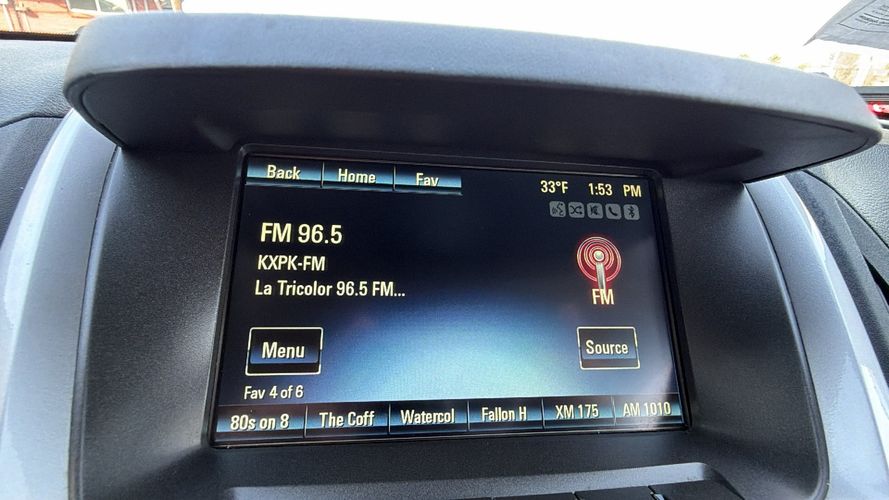 Back Home Fav 33°F 1:53 PM
FM 96.5
KXPK-FM
La Tricolor 96.5 FM...
FM
Menu Source
Fav 4 of 6
80s on 8 The Coff Watercol Fallon H XM 175 AM 1010